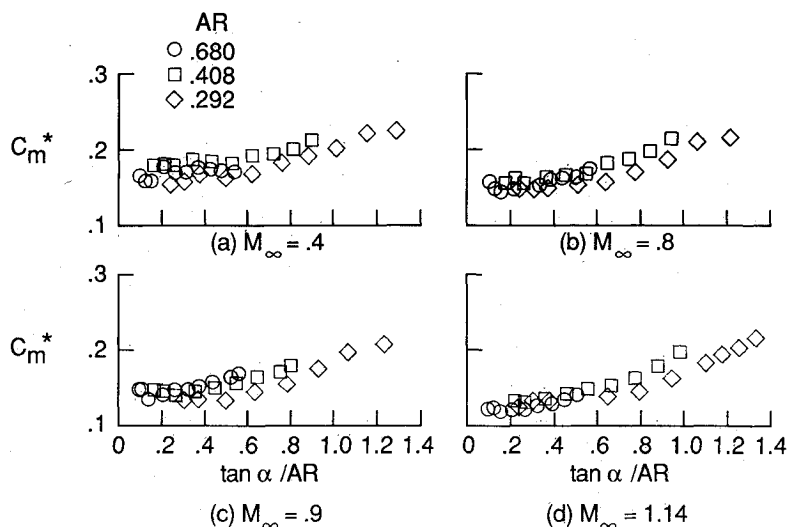 AR
.680
.408
.292
.3
C_m*
.2
.1
(a) M∞ = .4
(b) M∞ = .8
.3
C_m*
.2
.1
0 .2 .4 .6 .8 1.0 1.2 1.4
0 .2 .4 .6 .8 1.0 1.2 1.4
tan α /AR
tan α /AR
(c) M∞ = .9
(d) M∞ = 1.14